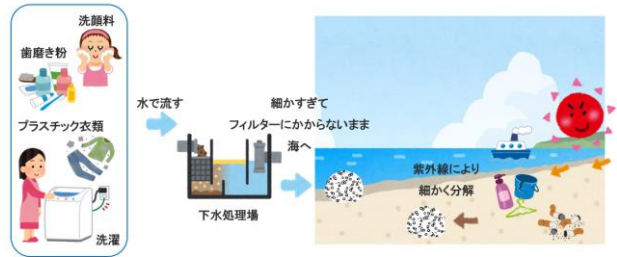 洗顔料
歯磨き粉
プラスチック衣類
洗濯
水で流す
下水処理場
細かすぎて
フィルターにかからないまま
海へ
紫外線により
細かく分解